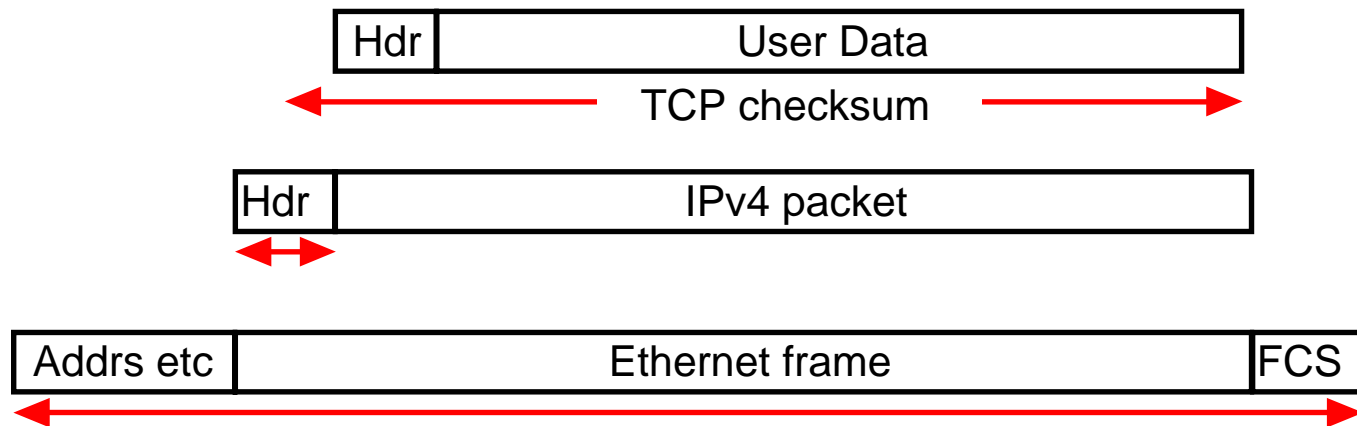 Hdr User Data
TCP checksum
Hdr IPv4 packet
Addrs etc Ethernet frame FCS